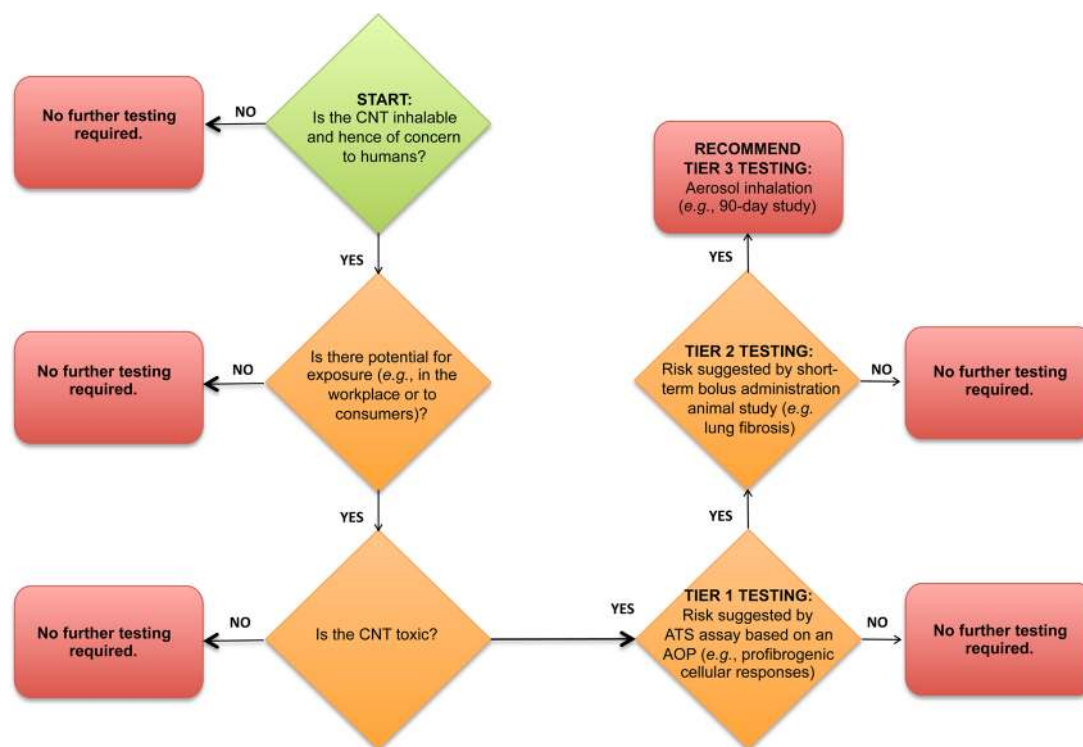 START:
Is the CNT inhalable
and hence of concern
to humans?
NO
No further testing
required.
YES
Is there potential for
exposure (e.g., in the
workplace or to
consumers)?
NO
No further testing
required.
YES
Is the CNT toxic?
NO
No further testing
required.
YES
TIER 1 TESTING:
Risk suggested by
ATS assay based on an
AOP (e.g., profibrogenic
cellular responses)
NO
No further testing
required.
YES
TIER 2 TESTING:
Risk suggested by short-
term bolus administration
animal study (e.g.
lung fibrosis)
NO
No further testing
required.
YES
RECOMMEND
TIER 3 TESTING:
Aerosol inhalation
(e.g., 90-day study)